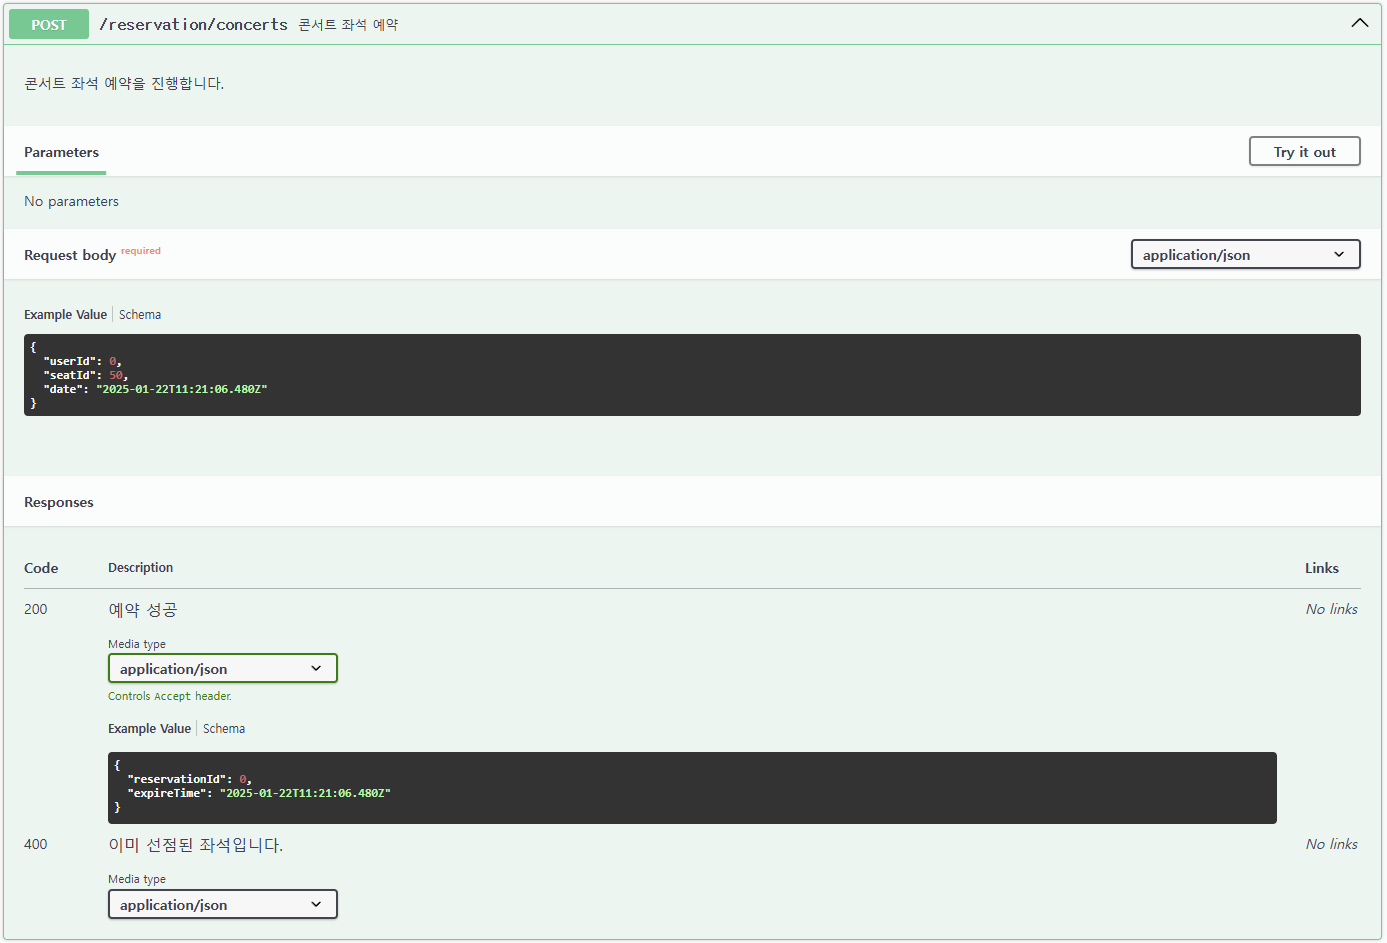 POST /reservation/concerts 콘서트 좌석 예약
콘서트 좌석 예약을 진행합니다.
Parameters
Try it out
No parameters
Request body required
application/json
Example Value | Schema
{
  "userId": 0,
  "seatId": 50,
  "date": "2025-01-22T11:21:06.480Z"
}
Responses
Code Description Links
200 예약 성공 No links
Media type
application/json
Controls Accept header.
Example Value | Schema
{
  "reservationId": 0,
  "expireTime": "2025-01-22T11:21:06.480Z"
}
400 이미 선점된 좌석입니다. No links
Media type
application/json